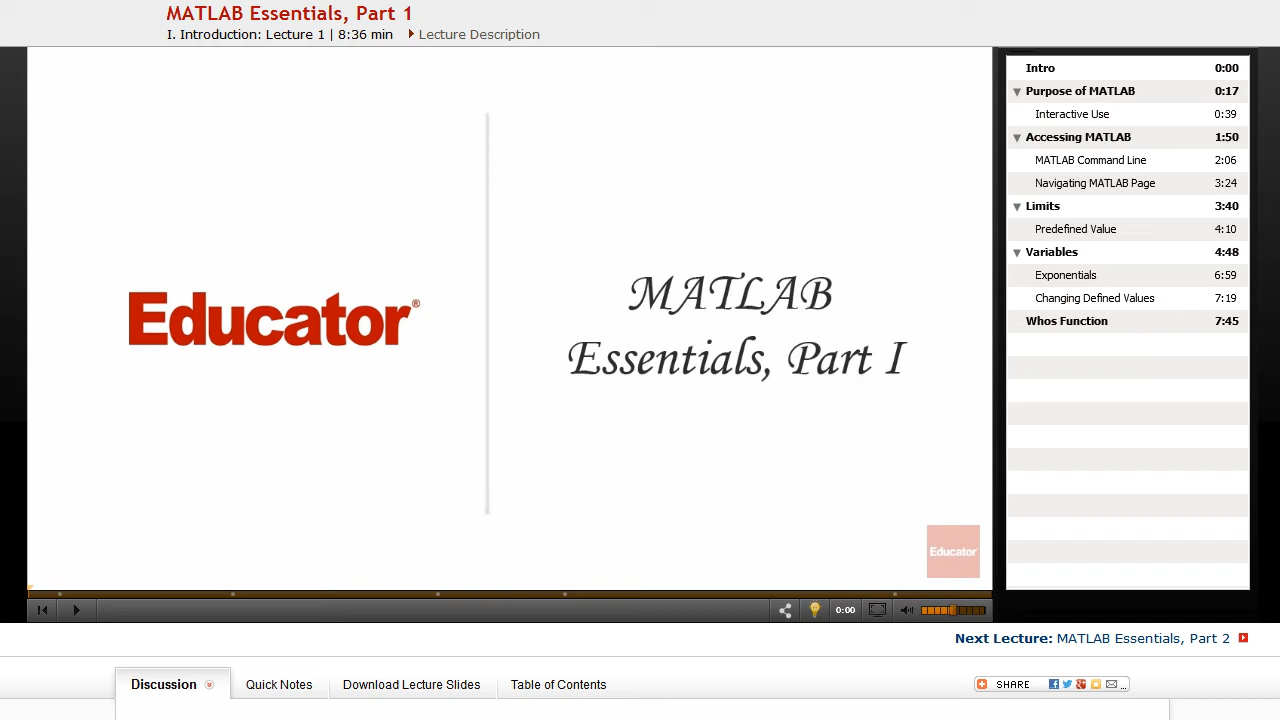 MATLAB Essentials, Part 1
I. Introduction: Lecture 1 | 8:36 min Lecture Description
Educator®
MATLAB
Essentials, Part I
Educator
Intro 0:00
Purpose of MATLAB 0:17
Interactive Use 0:39
Accessing MATLAB 1:50
MATLAB Command Line 2:06
Navigating MATLAB Page 3:24
Limits 3:40
Predefined Value 4:10
Variables 4:48
Exponentials 6:59
Changing Defined Values 7:19
Whos Function 7:45
0:00
Next Lecture: MATLAB Essentials, Part 2
Discussion Quick Notes Download Lecture Slides Table of Contents
SHARE ...